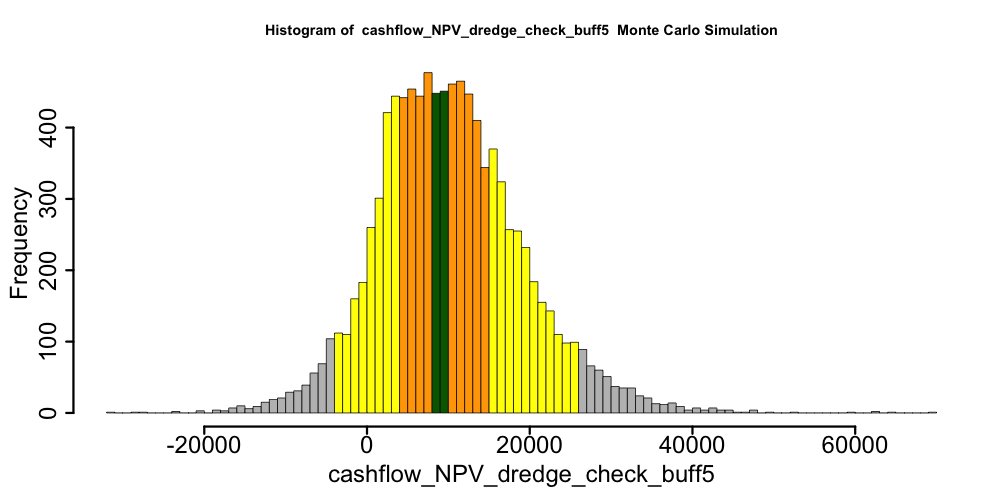 Histogram of cashflow_NPV_dredge_check_buff5 Monte Carlo Simulation
Frequency
400
300
200
100
0
-20000 0 20000 40000 60000
cashflow_NPV_dredge_check_buff5